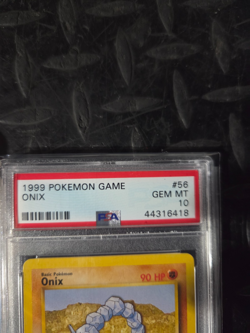 1999 POKEMON GAME #56
ONIX GEM MT
10
PSA 44316418
Basic Pokémon
Onix 90 HP